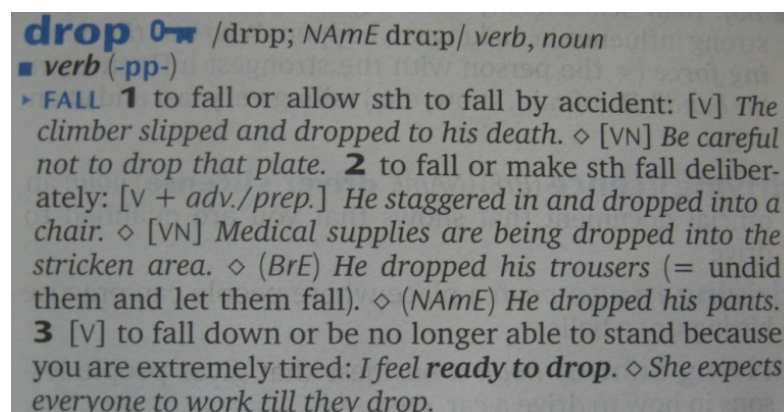 drop /drɒp; NAmE drɑːp/ verb, noun
■ verb (-pp-)
▸ FALL 1 to fall or allow sth to fall by accident: [V] The
climber slipped and dropped to his death. ◇ [VN] Be careful
not to drop that plate. 2 to fall or make sth fall deliber-
ately: [V + adv./prep.] He staggered in and dropped into a
chair. ◇ [VN] Medical supplies are being dropped into the
stricken area. ◇ (BrE) He dropped his trousers (= undid
them and let them fall). ◇ (NAmE) He dropped his pants.
3 [V] to fall down or be no longer able to stand because
you are extremely tired: I feel ready to drop. ◇ She expects
everyone to work till they drop.